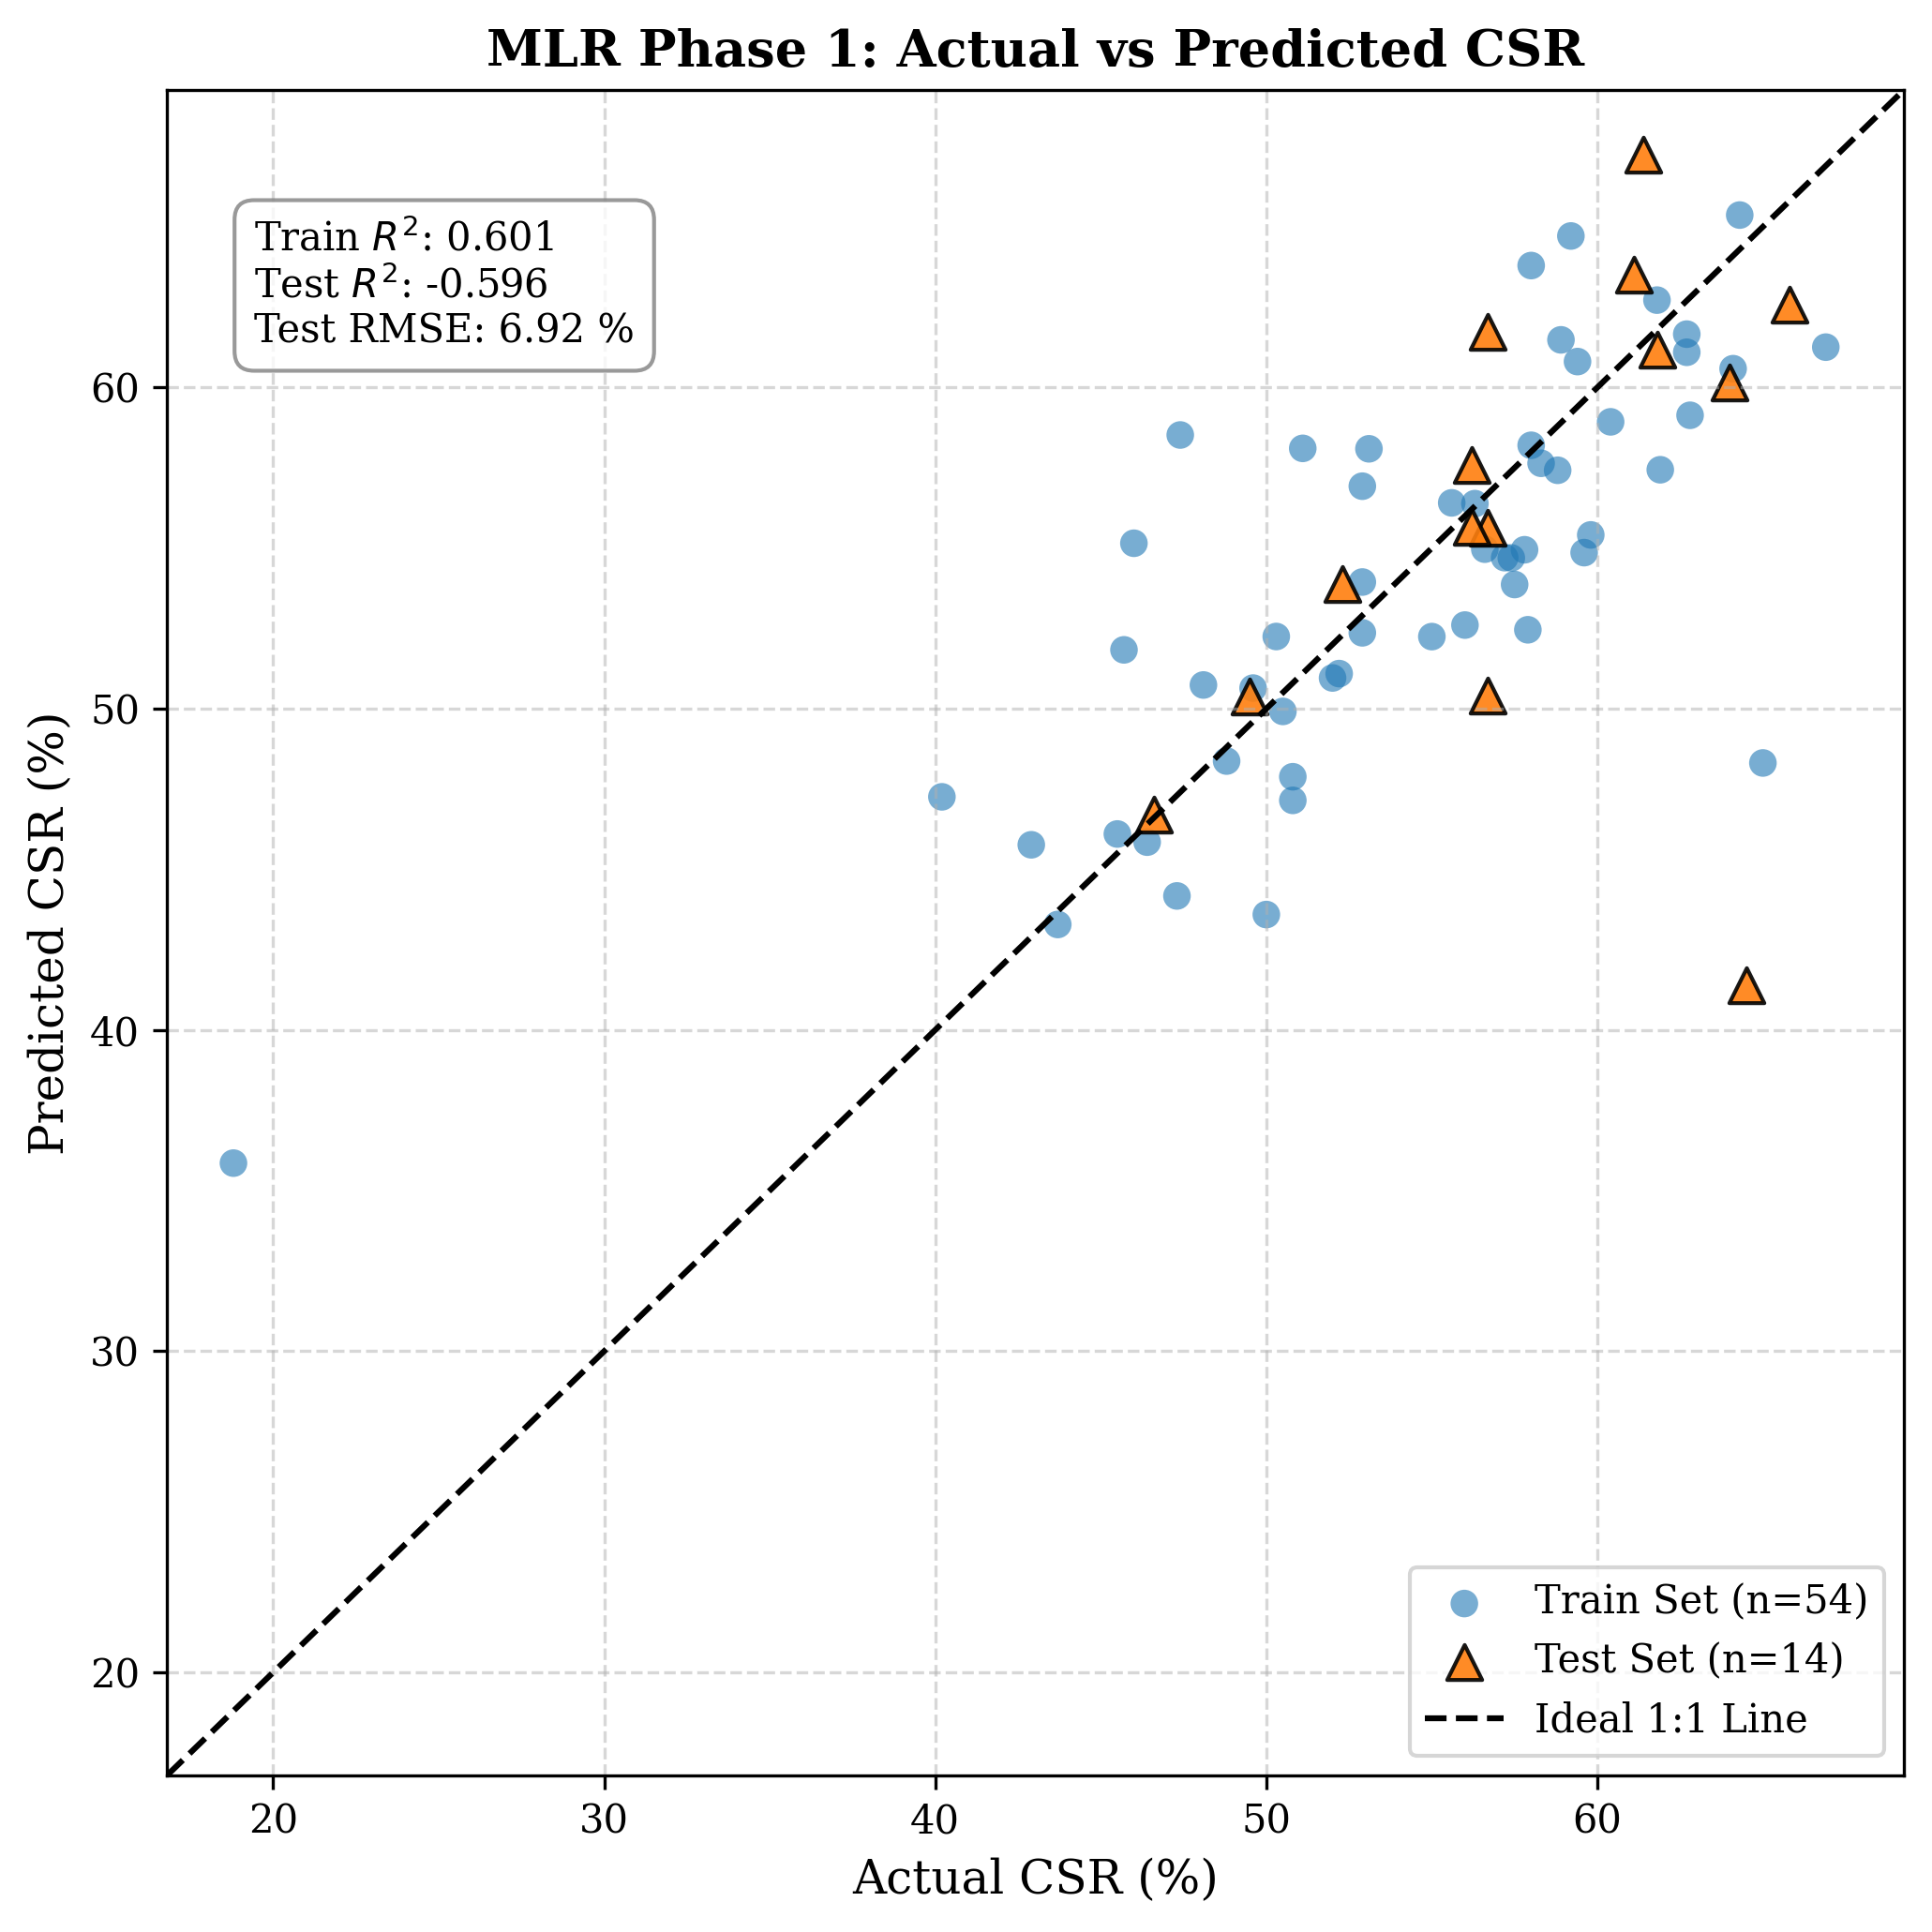 MLR Phase 1: Actual vs Predicted CSR
Train R²: 0.601
Test R²: -0.596
Test RMSE: 6.92 %
Predicted CSR (%)
60
50
40
30
20
20 30 40 50 60
Actual CSR (%)
Train Set (n=54)
Test Set (n=14)
Ideal 1:1 Line